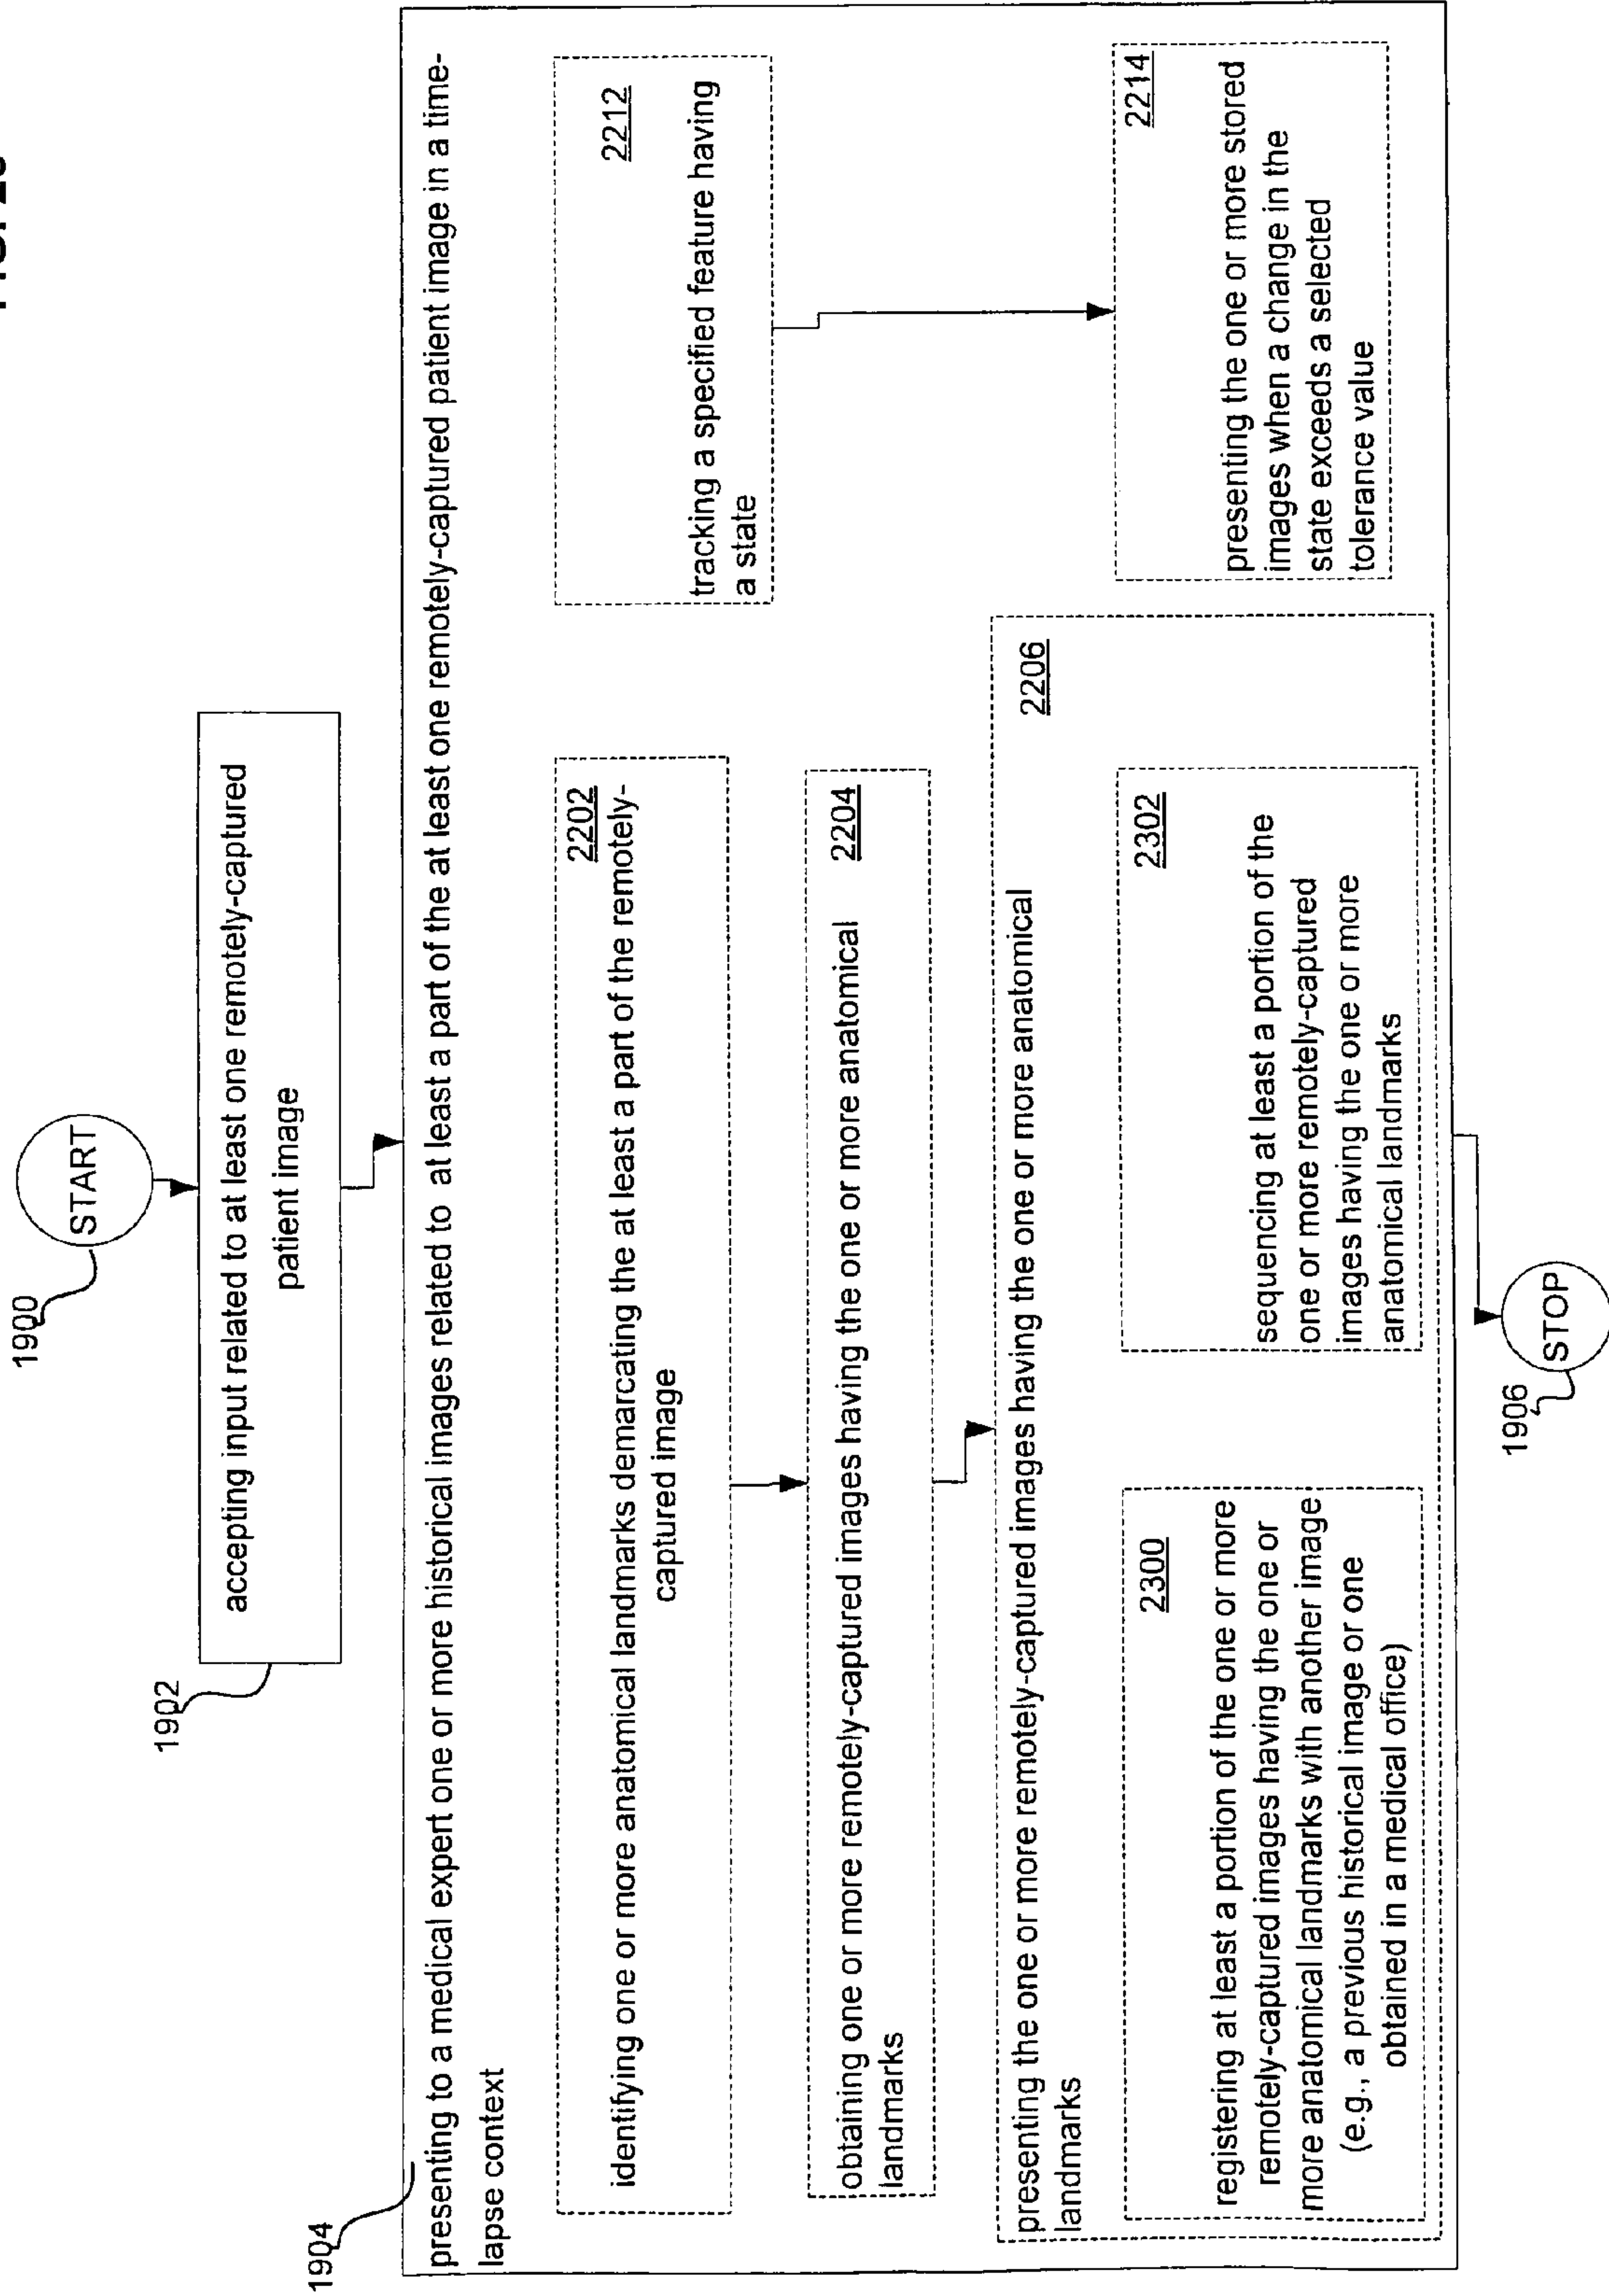 1900
START
1902
accepting input related to at least one remotely-captured
patient image
1904
presenting to a medical expert one or more historical images related to at least a part of the at least one remotely-captured patient image in a time-
lapse context
2202
identifying one or more anatomical landmarks demarcating the at least a part of the remotely-
captured image
2204
obtaining one or more remotely-captured images having the one or more anatomical
landmarks
2206
presenting the one or more remotely-captured images having the one or more anatomical
landmarks
2300
registering at least a portion of the one or more
remotely-captured images having the one or
more anatomical landmarks with another image
(e.g., a previous historical image or one
obtained in a medical office)
2302
sequencing at least a portion of the
one or more remotely-captured
images having the one or more
anatomical landmarks
2212
tracking a specified feature having
a state
2214
presenting the one or more stored
images when a change in the
state exceeds a selected
tolerance value
1906
STOP